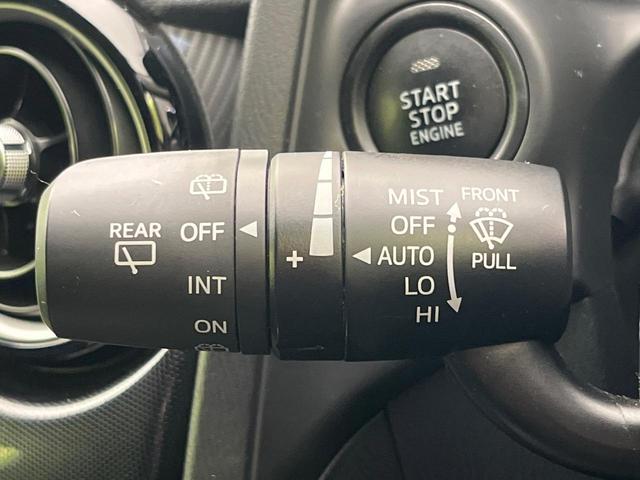 START
STOP
ENGINE
REAR
OFF
INT
ON
+
MIST
OFF
AUTO
LO
HI
FRONT
PULL